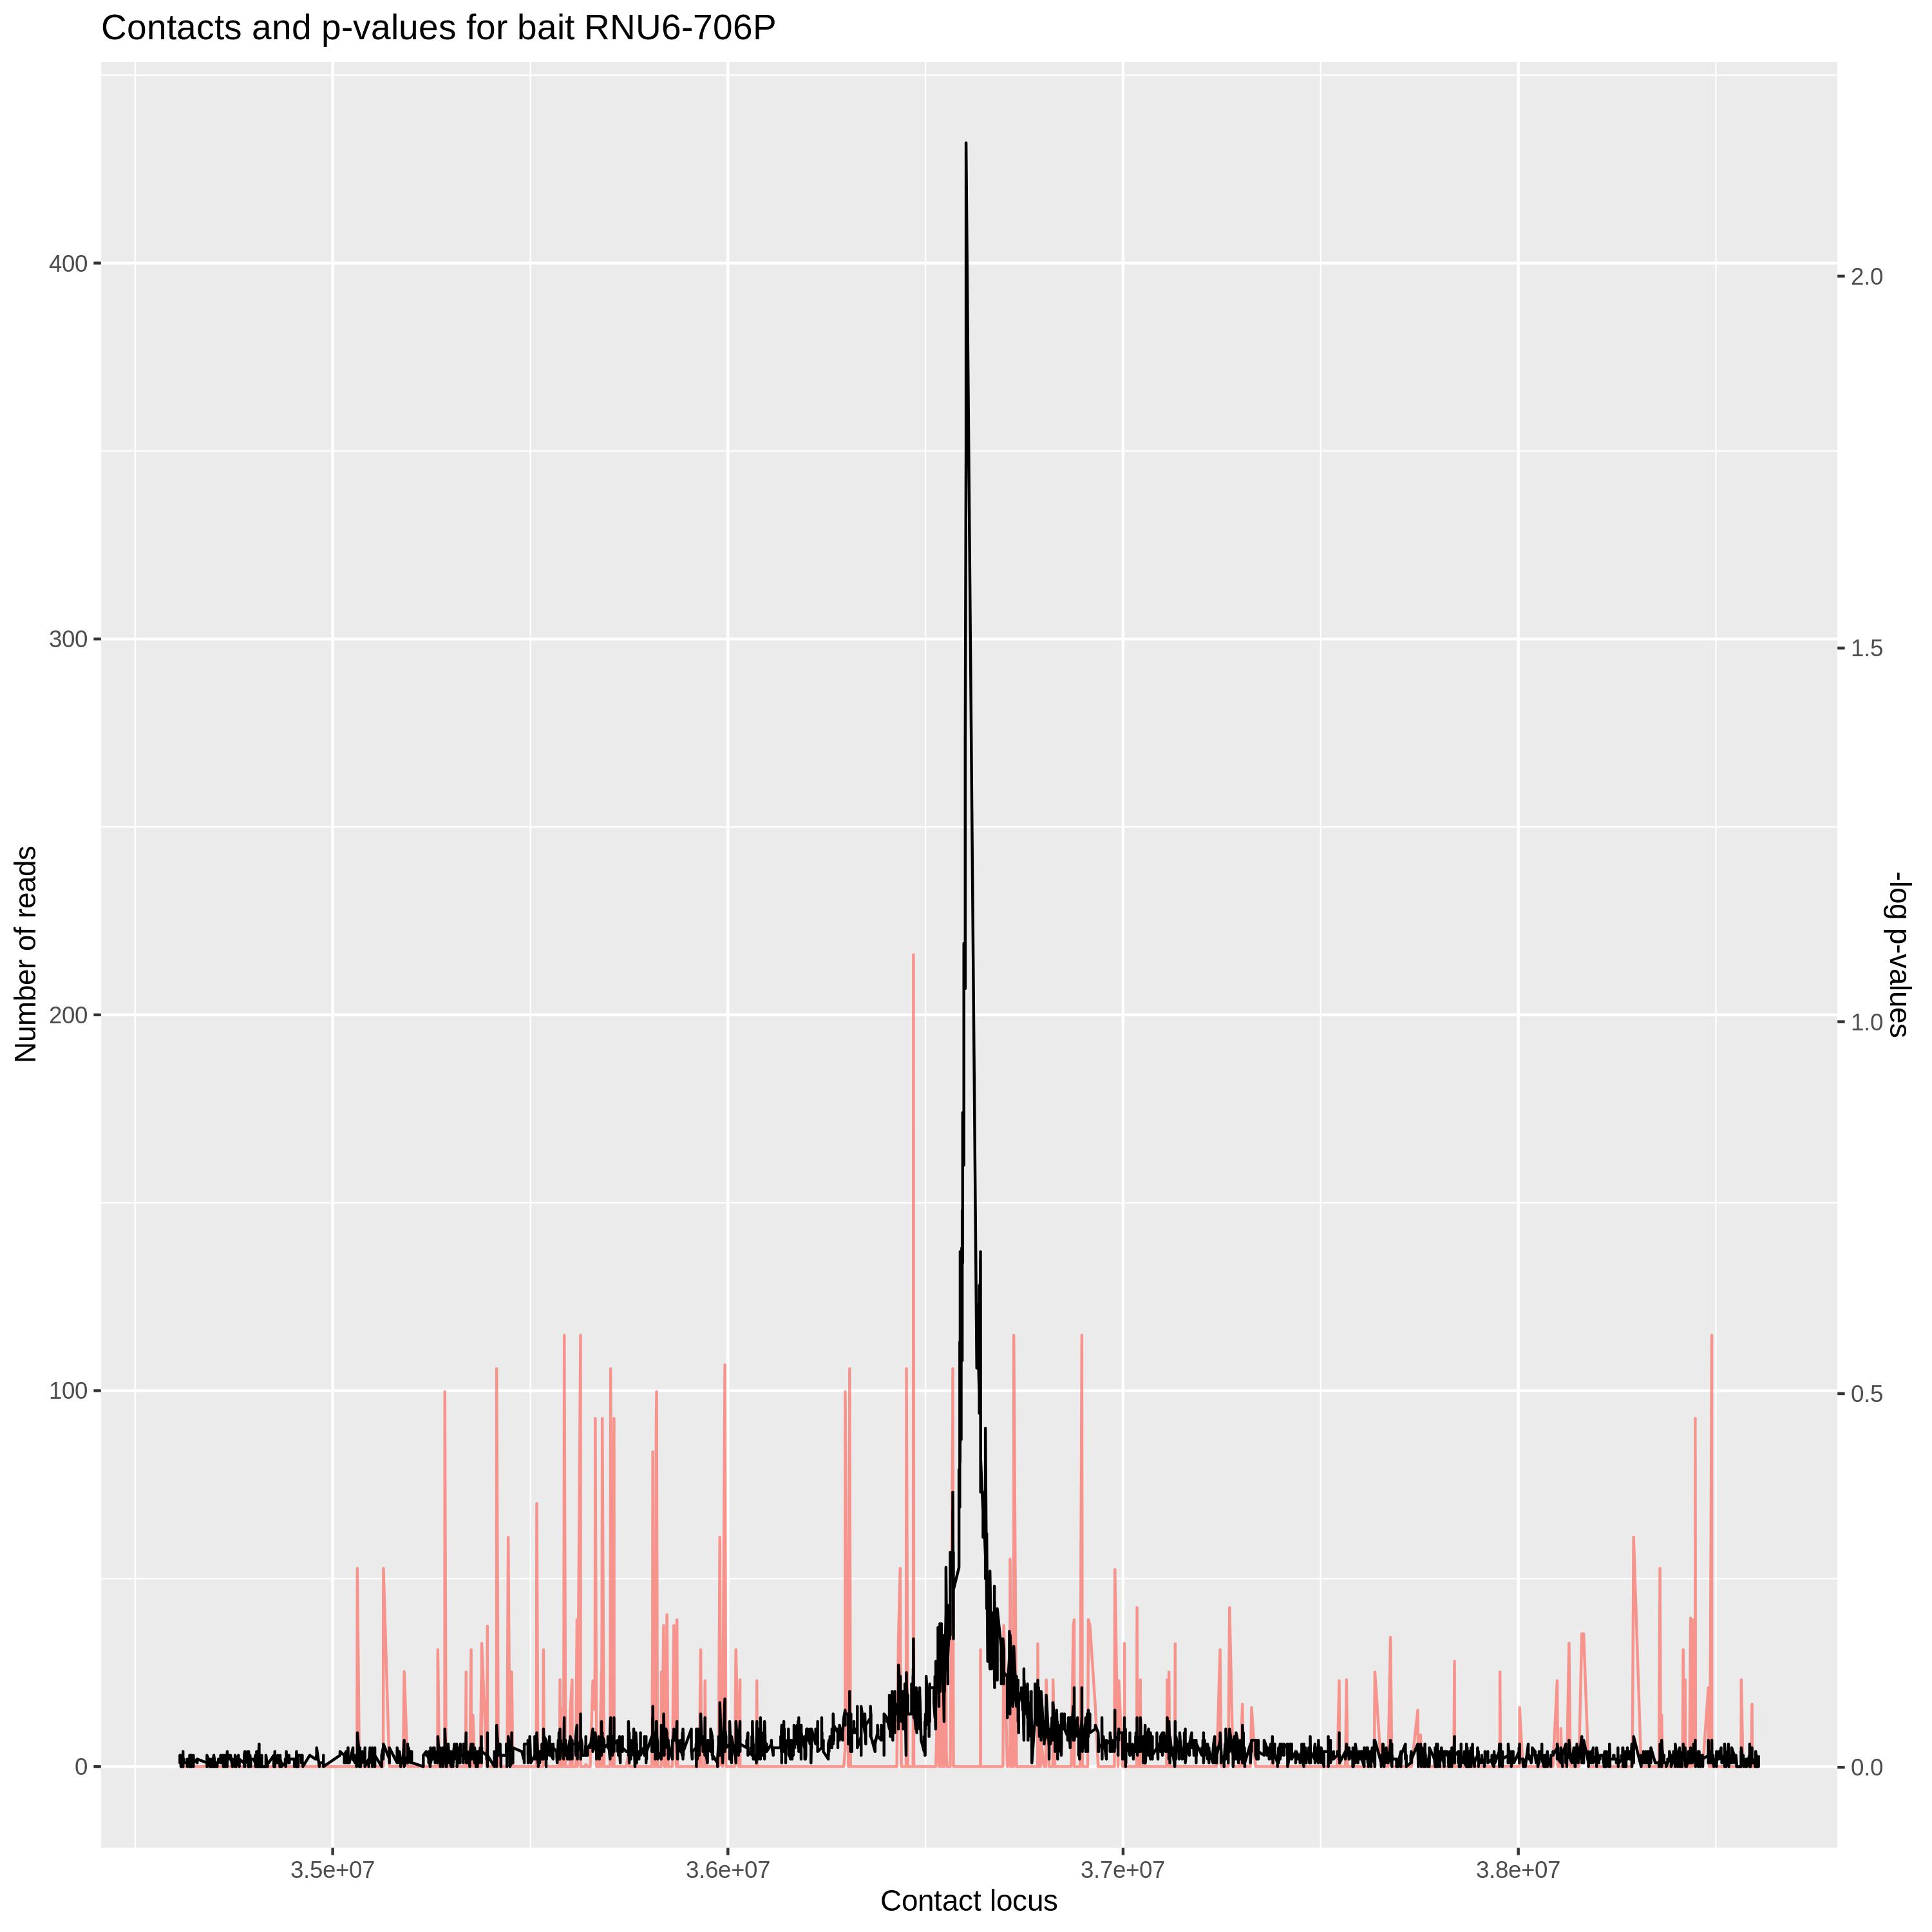 Contacts and p-values for bait RNU6-706P
400
300
200
100
0
2.0
1.5
1.0
0.5
0.0
Number of reads
-log p-values
3.5e+07
3.6e+07
3.7e+07
3.8e+07
Contact locus